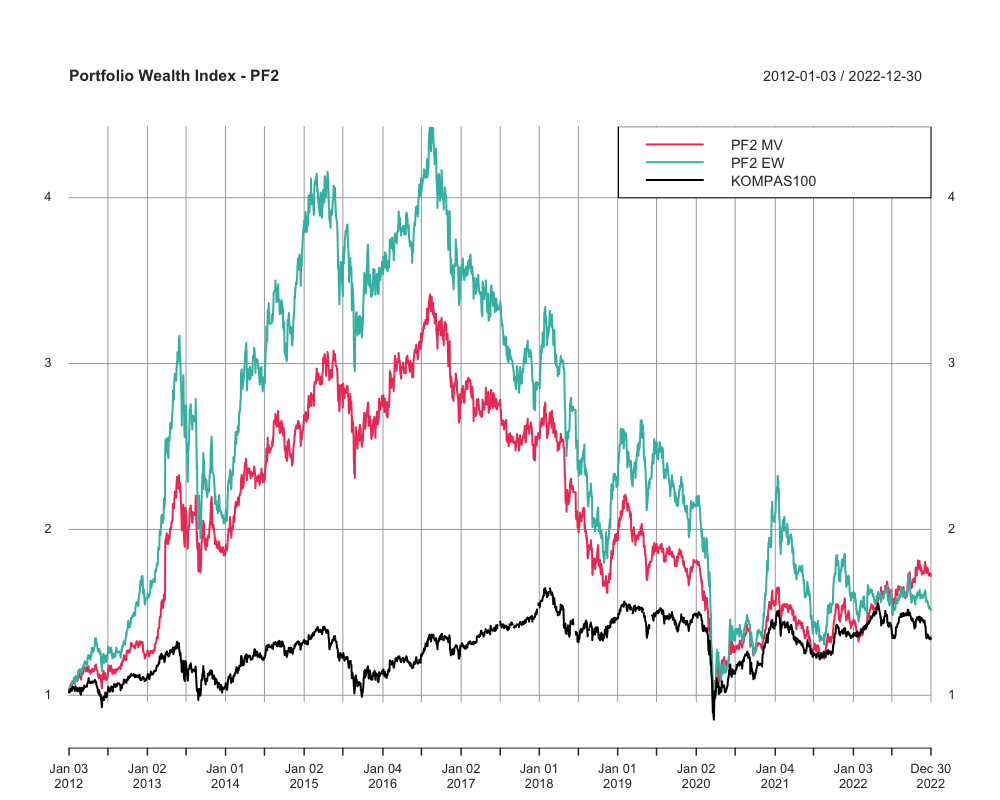 Portfolio Wealth Index - PF2
2012-01-03 / 2022-12-30
PF2 MV
PF2 EW
KOMPAS100
4
4
3
3
2
2
1
1
Jan 03 Jan 02 Jan 01 Jan 02 Jan 04 Jan 02 Jan 01 Jan 01 Jan 02 Jan 04 Jan 03 Dec 30
2012 2013 2014 2015 2016 2017 2018 2019 2020 2021 2022 2022